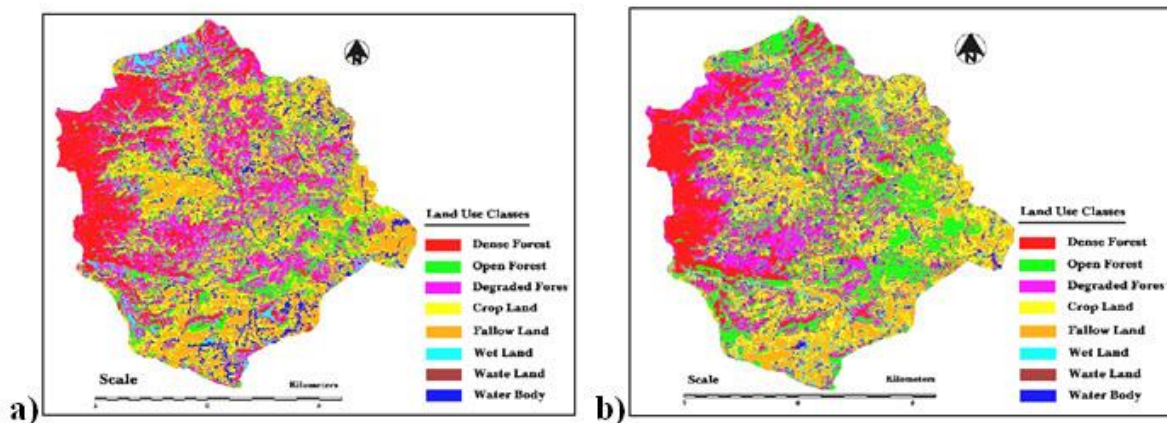 N
Land Use Classes
Dense Forest
Open Forest
Degraded Fores
Crop Land
Fallow Land
Wet Land
Waste Land
Water Body
Scale
Kilometers
a)
N
Land Use Classes
Dense Forest
Open Forest
Degraded Fores
Crop Land
Fallow Land
Wet Land
Waste Land
Water Body
Scale
Kilometers
b)